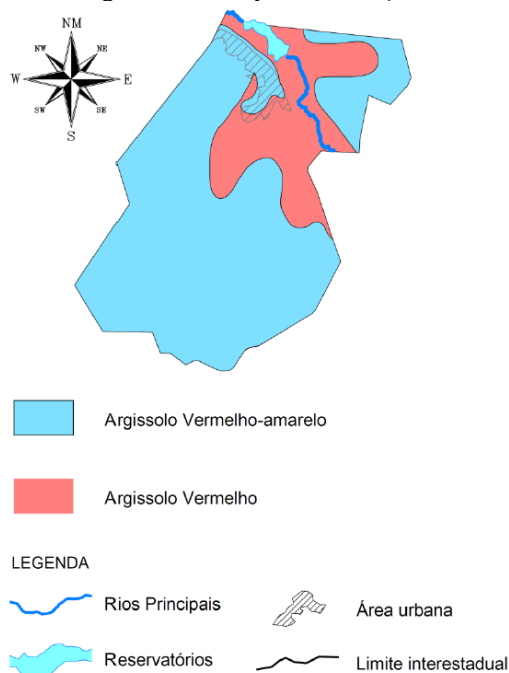 NM
NW NE
W E
SW SE
S
Argissolo Vermelho-amarelo
Argissolo Vermelho
LEGENDA
Rios Principais
Área urbana
Reservatórios
Limite interestadual